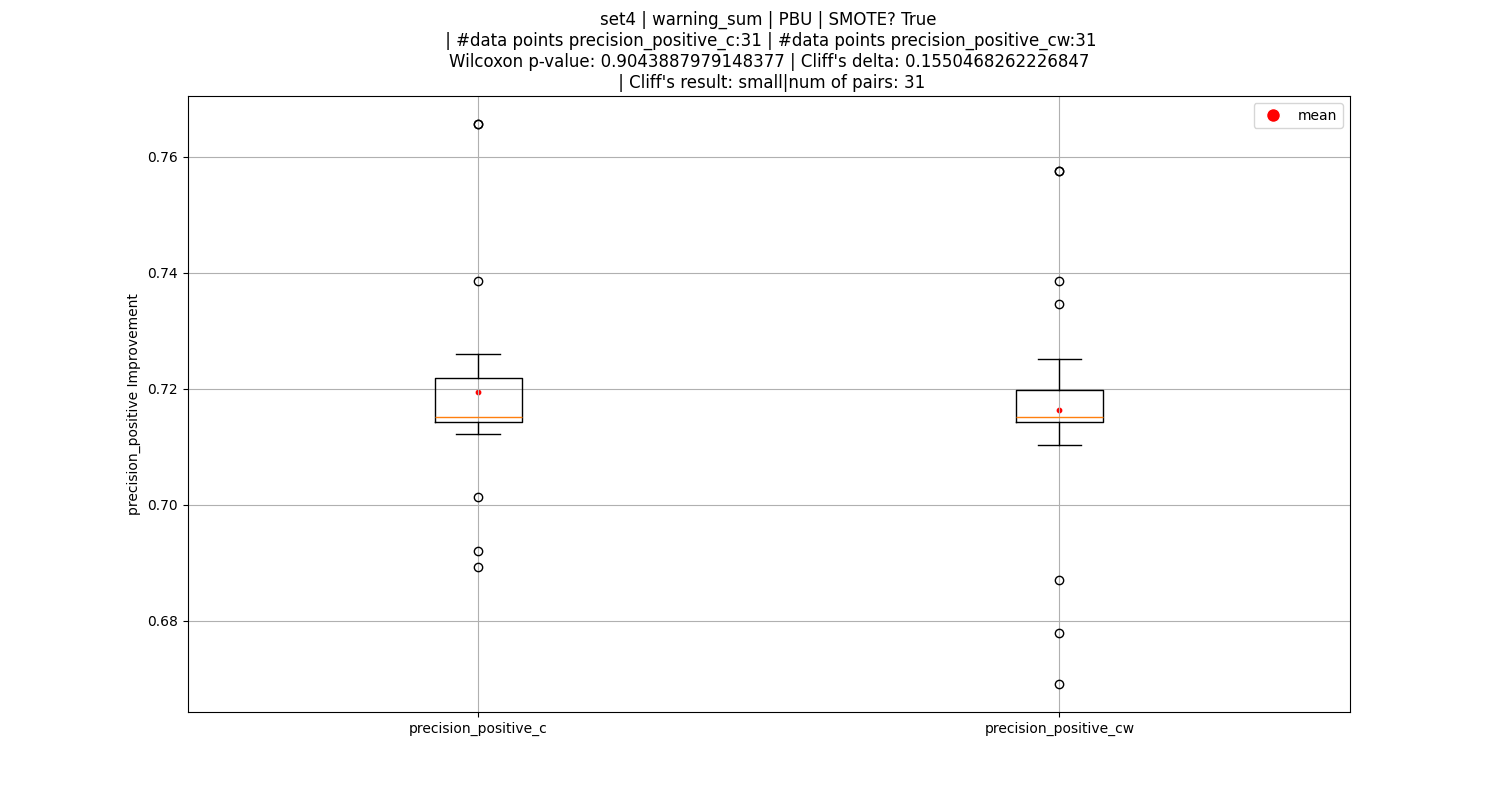 set4 | warning_sum | PBU | SMOTE? True
| #data points precision_positive_c:31 | #data points precision_positive_cw:31
Wilcoxon p-value: 0.9043887979148377 | Cliff's delta: 0.1550468262226847
| Cliff's result: small|num of pairs: 31
mean
0.76
0.74
0.72
0.70
0.68
precision_positive Improvement
precision_positive_c
precision_positive_cw